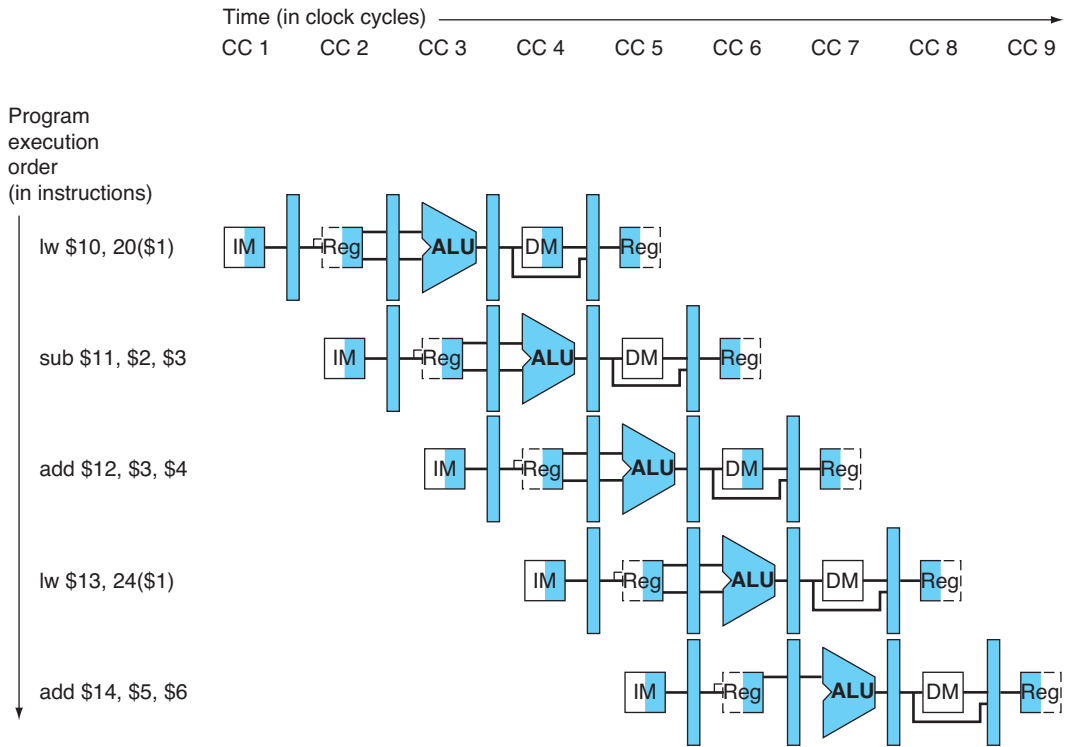 Time (in clock cycles)
CC 1 CC 2 CC 3 CC 4 CC 5 CC 6 CC 7 CC 8 CC 9
Program
execution
order
(in instructions)
lw $10, 20($1) IM Reg ALU DM Reg
sub $11, $2, $3 IM Reg ALU DM Reg
add $12, $3, $4 IM Reg ALU DM Reg
lw $13, 24($1) IM Reg ALU DM Reg
add $14, $5, $6 IM Reg ALU DM Reg